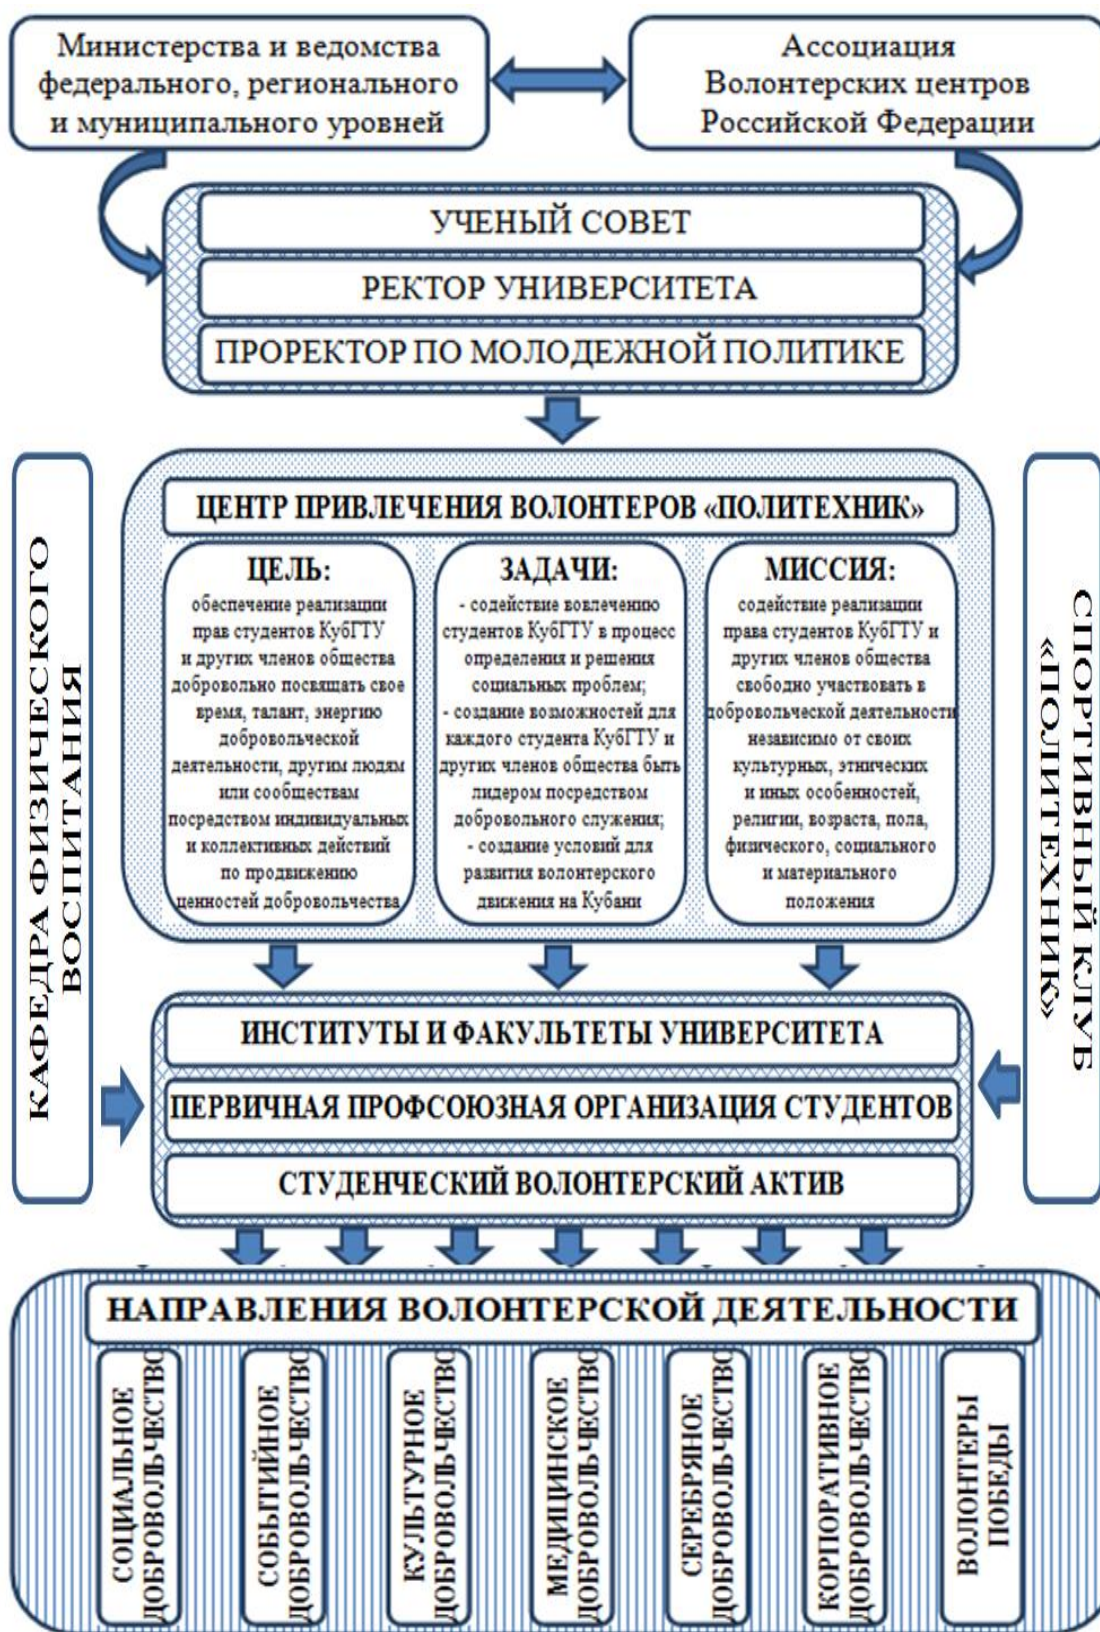 Министерства и ведомства
федерального, регионального
и муниципального уровней
Ассоциация
Волонтерских центров
Российской Федерации
УЧЕНЫЙ СОВЕТ
РЕКТОР УНИВЕРСИТЕТА
ПРОРЕКТОР ПО МОЛОДЕЖНОЙ ПОЛИТИКЕ
КАФЕДРА ФИЗИЧЕСКОГО
ВОСПИТАНИЯ
ЦЕНТР ПРИВЛЕЧЕНИЯ ВОЛОНТЕРОВ «ПОЛИТЕХНИК»
ЦЕЛЬ:
обеспечение реализации
прав студентов КубГТУ
и других членов общества
добровольно посвящать свое
время, талант, энергию
добровольческой
деятельности, другим людям
или сообществам
посредством индивидуальных
и коллективных действий
по продвижению
ценностей добровольчества
ЗАДАЧИ:
- содействие вовлечению
студентов КубГТУ в процесс
определения и решения
социальных проблем;
- создание возможностей для
каждого студента КубГТУ и
других членов общества быть
лидером посредством
добровольного служения;
- создание условий для
развития волонтерского
движения на Кубани
МИССИЯ:
содействие реализации
права студентов КубГТУ и
других членов общества
свободно участвовать в
добровольческой деятельности
независимо от своих
культурных, этнических
и иных особенностей,
религии, возраста, пола,
физического, социального
и материального
положения
СПОРТИВНЫЙ КЛУБ
«ПОЛИТЕХНИК»
ИНСТИТУТЫ И ФАКУЛЬТЕТЫ УНИВЕРСИТЕТА
ПЕРВИЧНАЯ ПРОФСОЮЗНАЯ ОРГАНИЗАЦИЯ СТУДЕНТОВ
СТУДЕНЧЕСКИЙ ВОЛОНТЕРСКИЙ АКТИВ
НАПРАВЛЕНИЯ ВОЛОНТЕРСКОЙ ДЕЯТЕЛЬНОСТИ
СОЦИАЛЬНОЕ
ДОБРОВОЛЬЧЕСТВО
СОБЫТИЙНОЕ
ДОБРОВОЛЬЧЕСТВО
КУЛЬТУРНОЕ
ДОБРОВОЛЬЧЕСТВО
МЕДИЦИНСКОЕ
ДОБРОВОЛЬЧЕСТВО
СЕРЕБРЯНОЕ
ДОБРОВОЛЬЧЕСТВО
КОРПОРАТИВНОЕ
ДОБРОВОЛЬЧЕСТВО
ВОЛОНТЕРЫ
ПОБЕДЫ